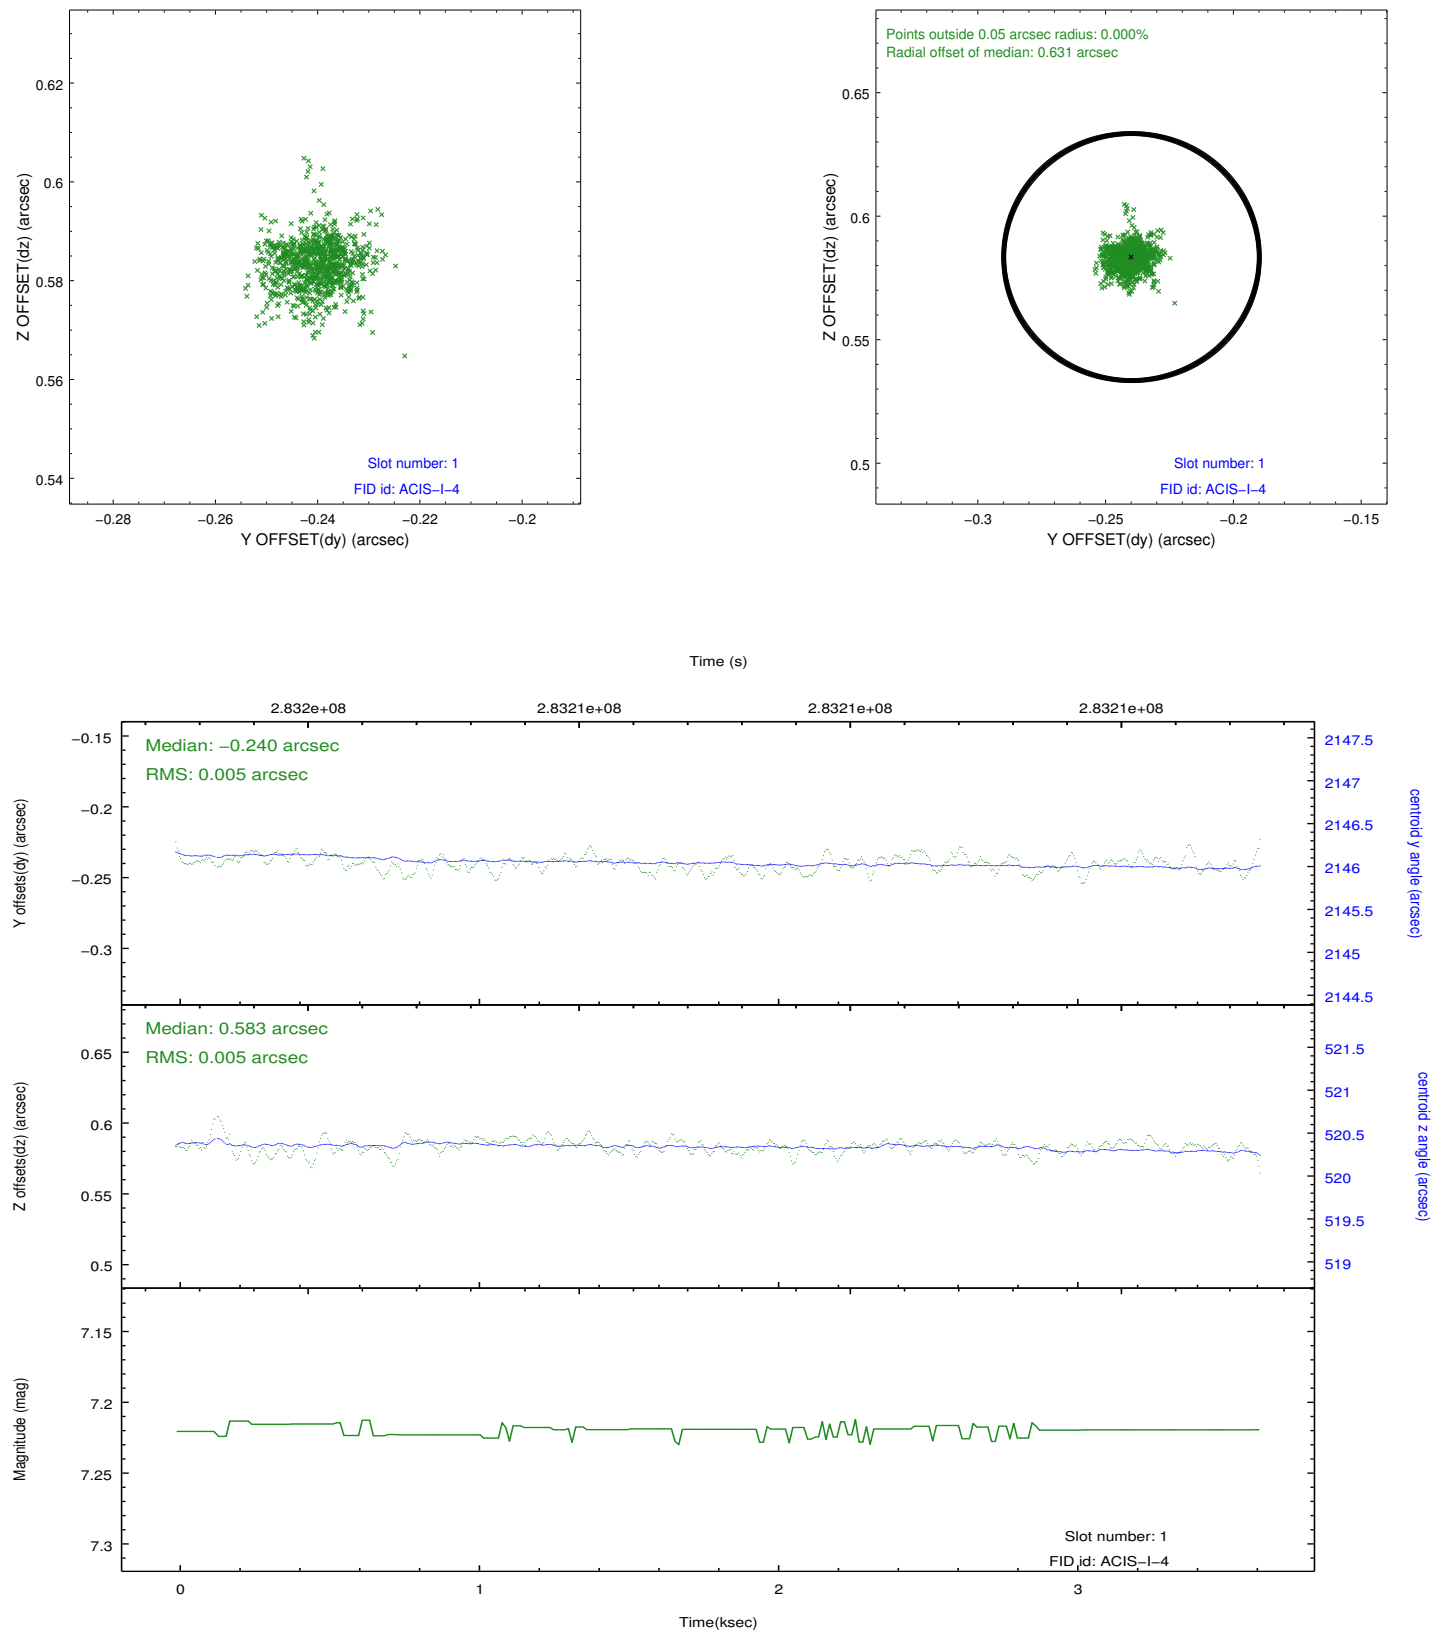 0.62
0.6
0.58
0.56
0.54
Z OFFSET(dz) (arcsec)
Slot number: 1
FID id: ACIS−I−4
−0.28
−0.26
−0.24
−0.22
−0.2
Y OFFSET(dy) (arcsec)
Points outside 0.05 arcsec radius: 0.000%
Radial offset of median: 0.631 arcsec
0.65
0.6
0.55
0.5
Z OFFSET(dz) (arcsec)
Slot number: 1
FID id: ACIS−I−4
−0.3
−0.25
−0.2
−0.15
Y OFFSET(dy) (arcsec)
Time (s)
2.832e+08
2.8321e+08
2.8321e+08
2.8321e+08
Median: −0.240 arcsec
RMS: 0.005 arcsec
−0.15
−0.2
−0.25
−0.3
Y offsets(dy) (arcsec)
2147.5
2147
2146.5
2146
2145.5
2145
2144.5
centroid y angle (arcsec)
Median: 0.583 arcsec
RMS: 0.005 arcsec
0.65
0.6
0.55
0.5
Z offsets(dz) (arcsec)
521.5
521
520.5
520
519.5
519
centroid z angle (arcsec)
7.15
7.2
7.25
7.3
Magnitude (mag)
Slot number: 1
FID id: ACIS−I−4
0
1
2
3
Time(ksec)